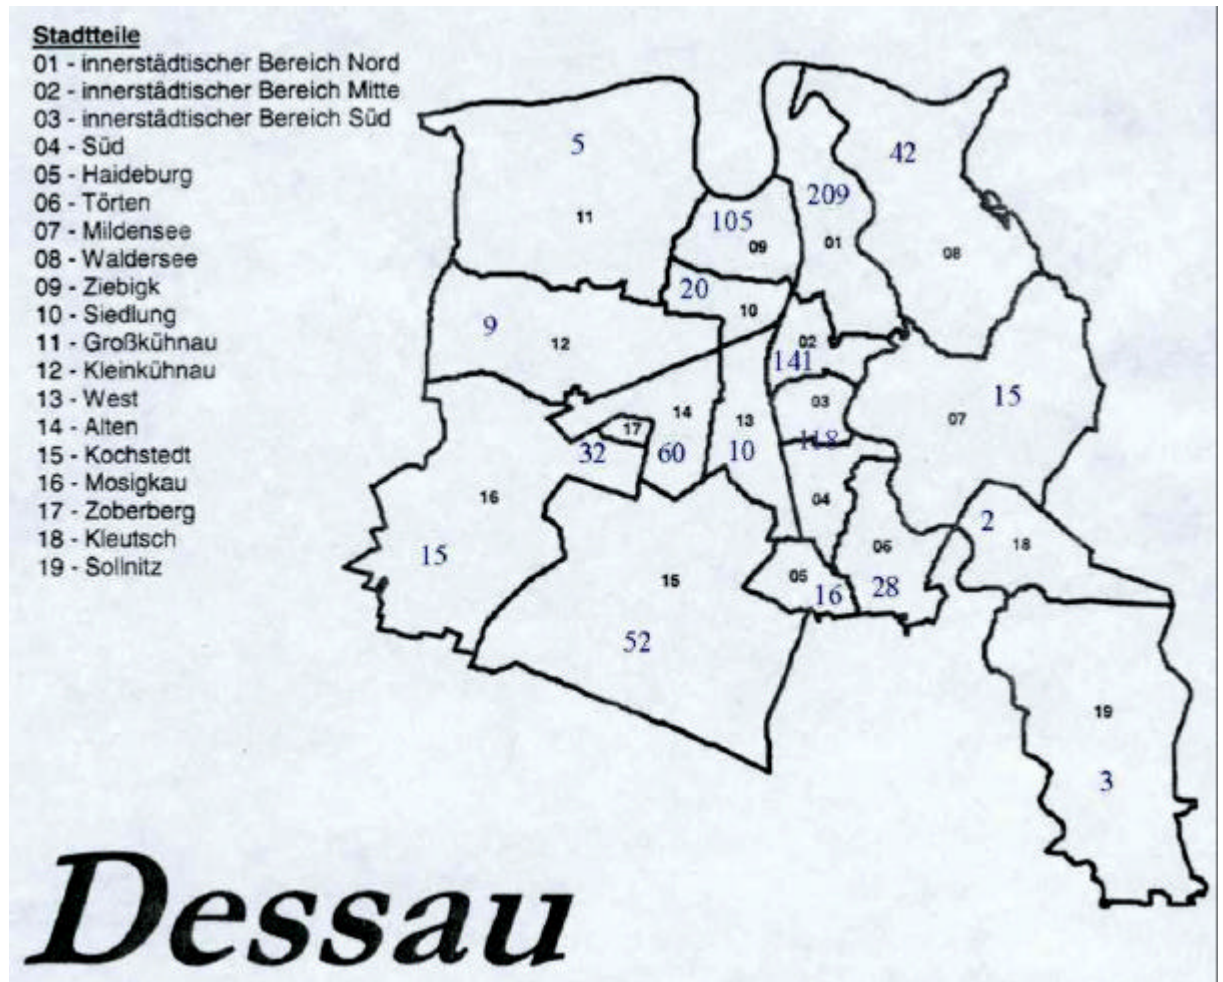 Stadtteile
01 - innerstädtischer Bereich Nord
02 - innerstädtischer Bereich Mitte
03 - innerstädtischer Bereich Süd
04 - Süd
05 - Haideburg
06 - Törten
07 - Mildensee
08 - Waldersee
09 - Ziebigk
10 - Siedlung
11 - Großkühnau
12 - Kleinkühnau
13 - West
14 - Alten
15 - Kochstedt
16 - Mosigkau
17 - Zoberberg
18 - Kleutsch
19 - Sollnitz
5
42
209
105
11
09
01
08
20
10
9
12
02
141
15
03
07
14
13
17
118
32
60
10
16
04
2
18
15
06
15
05
16
28
52
19
3
Dessau